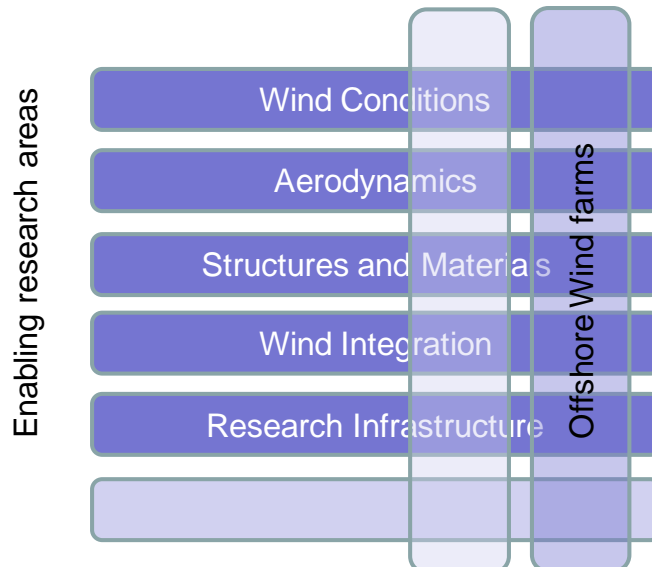 Enabling research areas
Wind Conditions
Aerodynamics
Structures and Materials
Wind Integration
Research Infrastructure
Offshore Wind farms